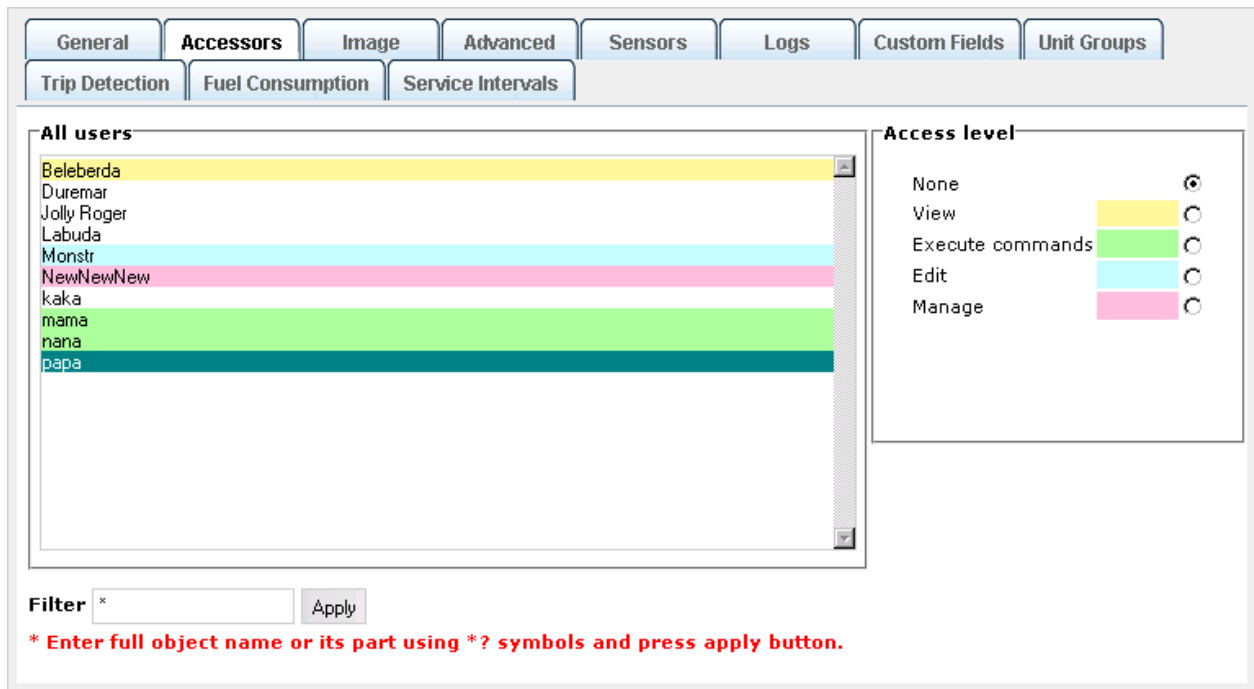 General Accessors Image Advanced Sensors Logs Custom Fields Unit Groups
Trip Detection Fuel Consumption Service Intervals
All users
Beleberda
Duremar
Jolly Roger
Labuda
Monstr
NewNewNew
kaka
mama
nana
papa
Access level
None
View
Execute commands
Edit
Manage
Filter * Apply
* Enter full object name or its part using *? symbols and press apply button.